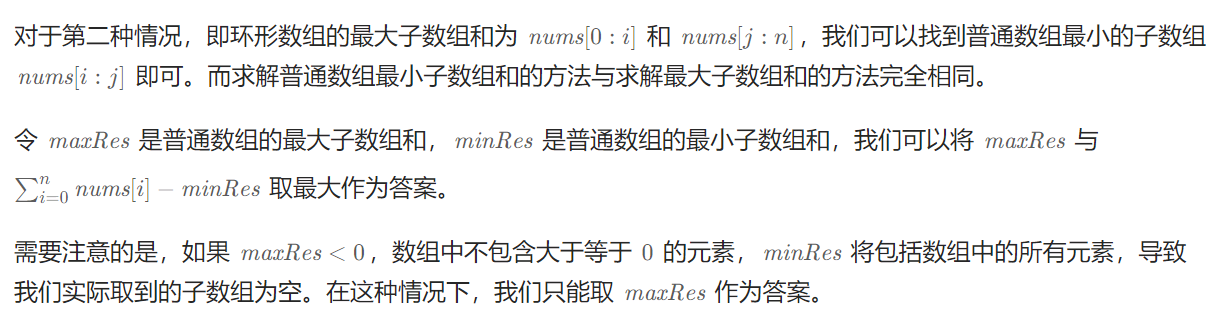 对于第二种情况，即环形数组的最大子数组和为 nums[0 : i] 和 nums[j : n]，我们可以找到普通数组最小的子数组
nums[i : j] 即可。而求解普通数组最小子数组和的方法与求解最大子数组和的方法完全相同。
令 maxRes 是普通数组的最大子数组和，minRes 是普通数组的最小子数组和，我们可以将 maxRes 与
∑_{i=0}^{n} nums[i] − minRes 取最大作为答案。
需要注意的是，如果 maxRes < 0，数组中不包含大于等于 0 的元素，minRes 将包括数组中的所有元素，导致
我们实际取到的子数组为空。在这种情况下，我们只能取 maxRes 作为答案。